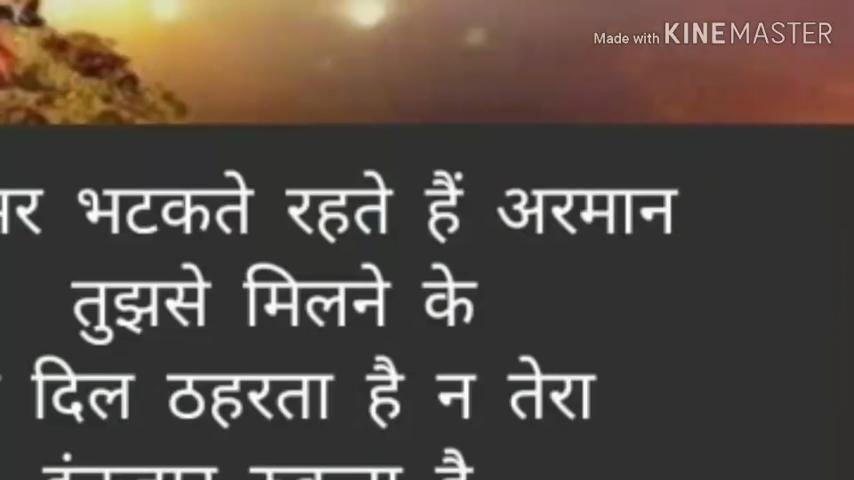 Made with KINEMASTER
भटकते रहते हैं अरमान
तुझसे मिलने के
दिल ठहरता है न तेरा